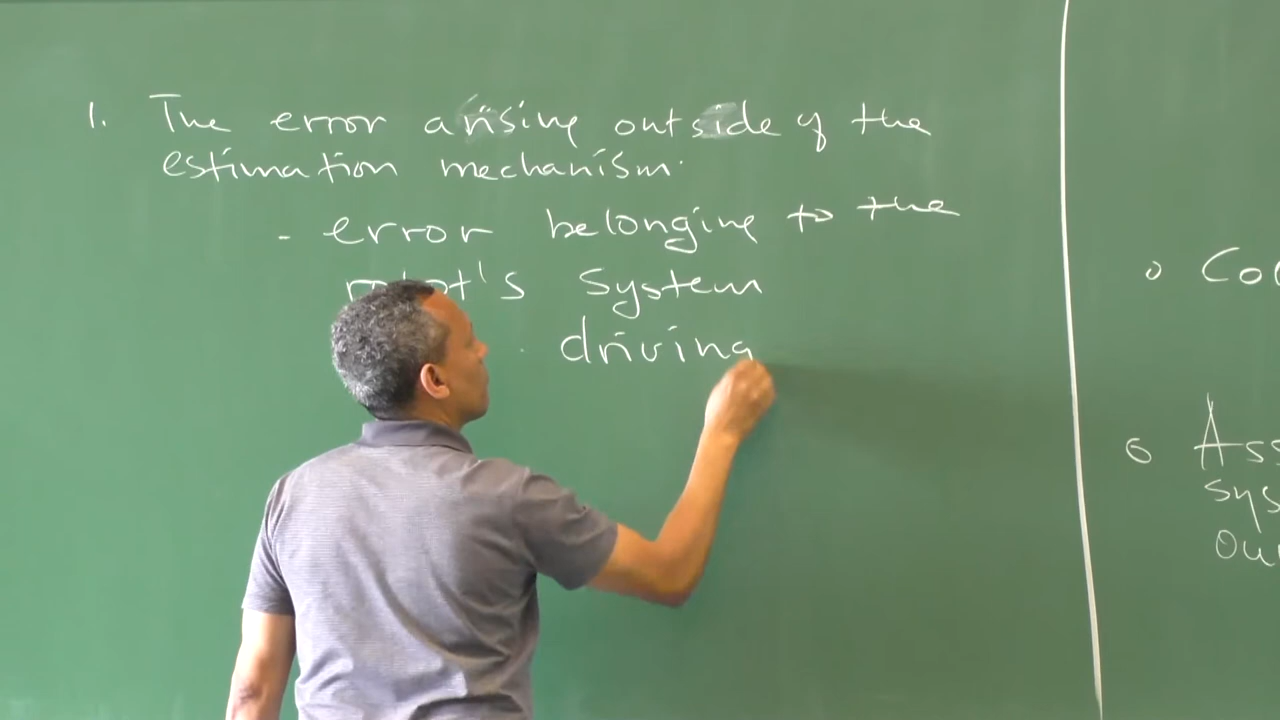 1. The error arising outside of the
estimation mechanism.
- error belonging to the
robot's System
· driving
o Co
o Ass
sys
ou